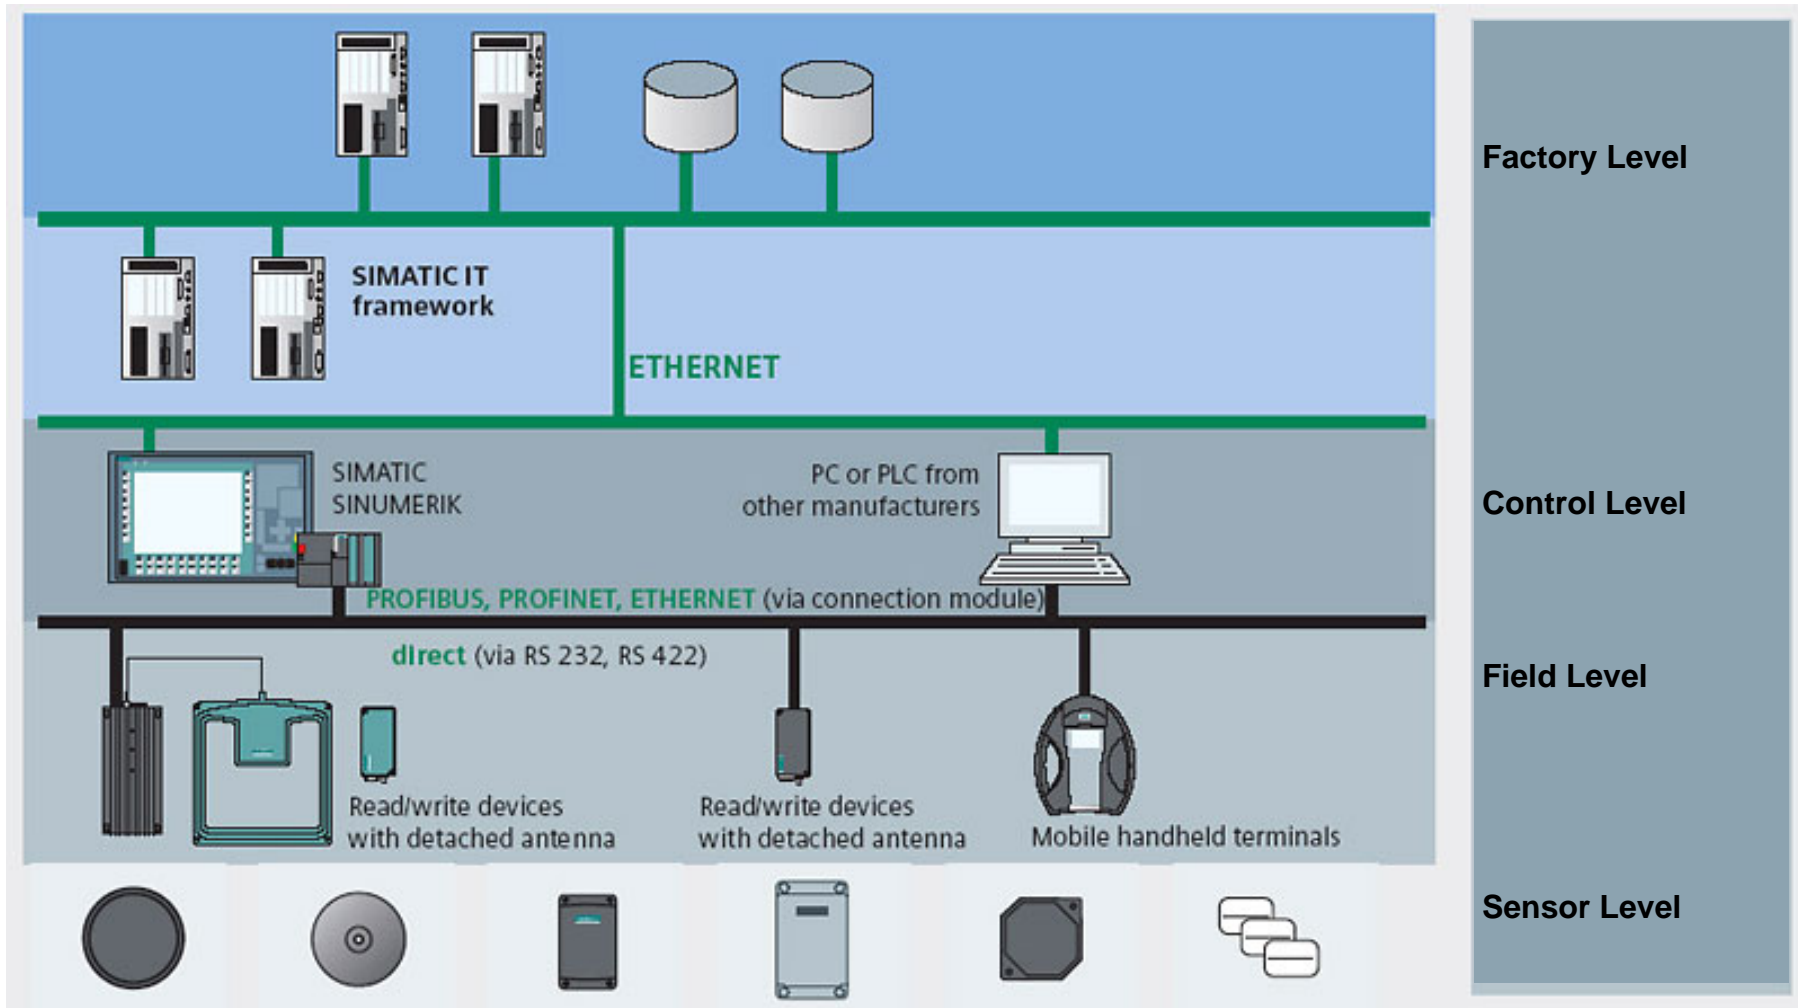 Factory Level
SIMATIC IT
framework
ETHERNET
SIMATIC
SINUMERIK
PC or PLC from
other manufacturers
Control Level
PROFIBUS, PROFINET, ETHERNET (via connection module)
direct (via RS 232, RS 422)
Field Level
Read/write devices
with detached antenna
Read/write devices
with detached antenna
Mobile handheld terminals
Sensor Level